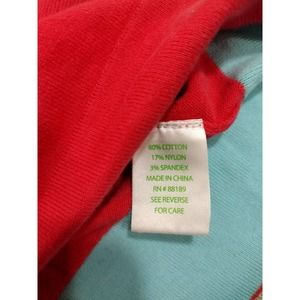 80% COTTON
17% NYLON
3% SPANDEX
MADE IN CHINA
RN # 88189
SEE REVERSE
FOR CARE